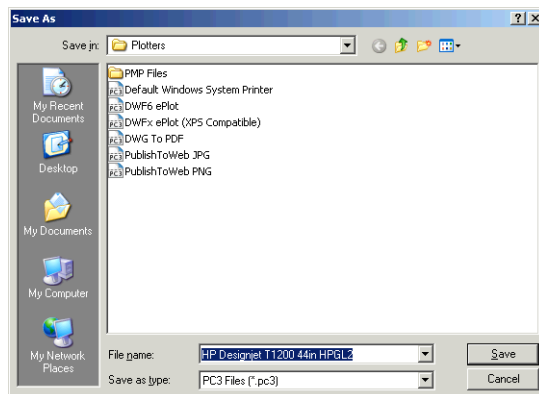 Save As
Save in:
Plotters
My Recent
Documents
Desktop
My Documents
My Computer
My Network
Places
PMP Files
Default Windows System Printer
DWF6 ePlot
DWFx ePlot (XPS Compatible)
DWG To PDF
PublishToWeb JPG
PublishToWeb PNG
File name:
HP Designjet T1200 44in HPGL2
Save
Save as type:
PC3 Files (*.pc3)
Cancel